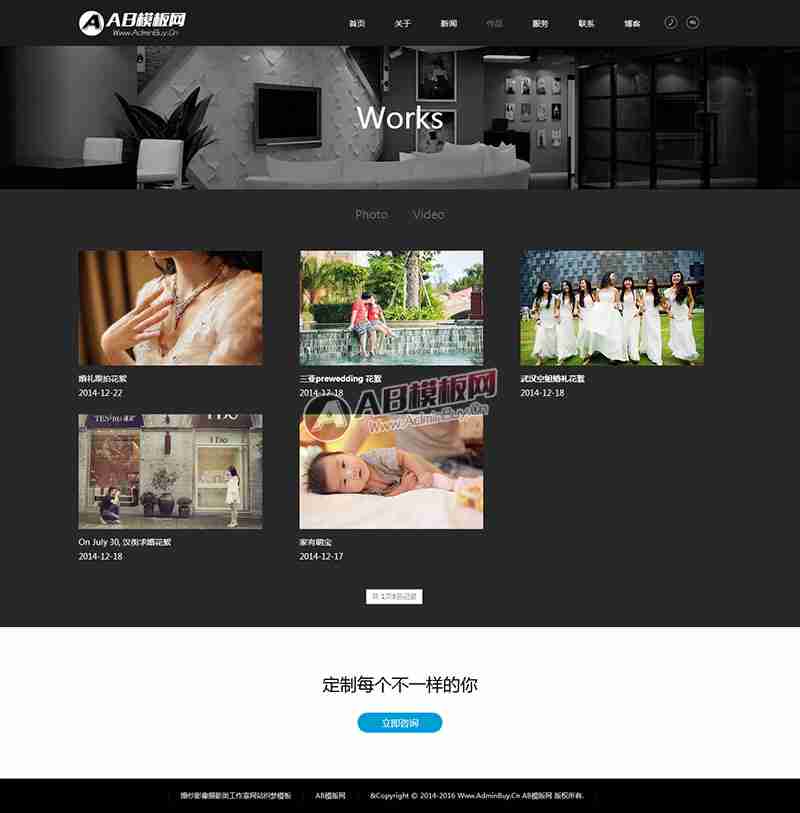 AB模板网
Www.AdminBuy.Cn
首页 关于 新闻 作品 服务 联系 博客
Works
Photo Video
婚礼跟拍花絮
2014-12-22
三亚prewedding 花絮
2014-12-18
武汉空姐婚礼花絮
2014-12-18
AB模板网
Www.AdminBuy.Cn
I DO
I Do
On July 30, 汉街求婚花絮
2014-12-18
家有萌宝
2014-12-17
共 1页5条记录
定制每个不一样的你
立即咨询
婚纱影像摄影类工作室网站织梦模板 AB模板网 &Copyright © 2014-2016 Www.AdminBuy.Cn AB模板网 版权所有.